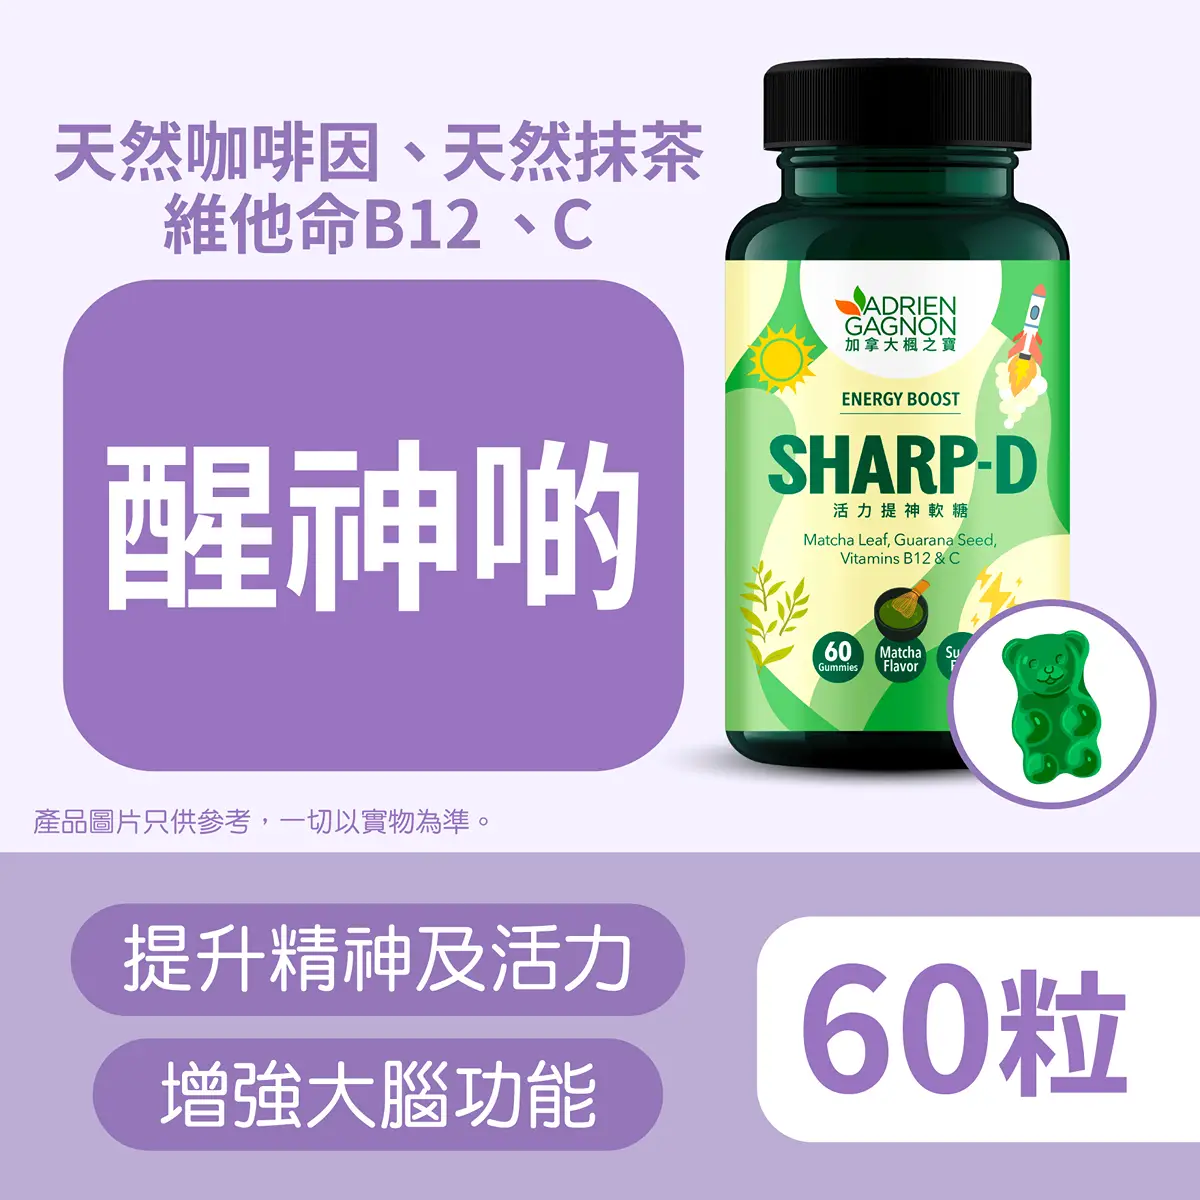 天然咖啡因、天然抹茶
維他命B12、C
醒神啲
ADRIEN
GAGNON
加拿大楓之寶
ENERGY BOOST
SHARP-D
活力提神軟糖
Matcha Leaf, Guarana Seed,
Vitamins B12 & C
60
Gummies
Matcha
Flavor
產品圖片只供參考，一切以實物為準。
提升精神及活力
增強大腦功能
60粒